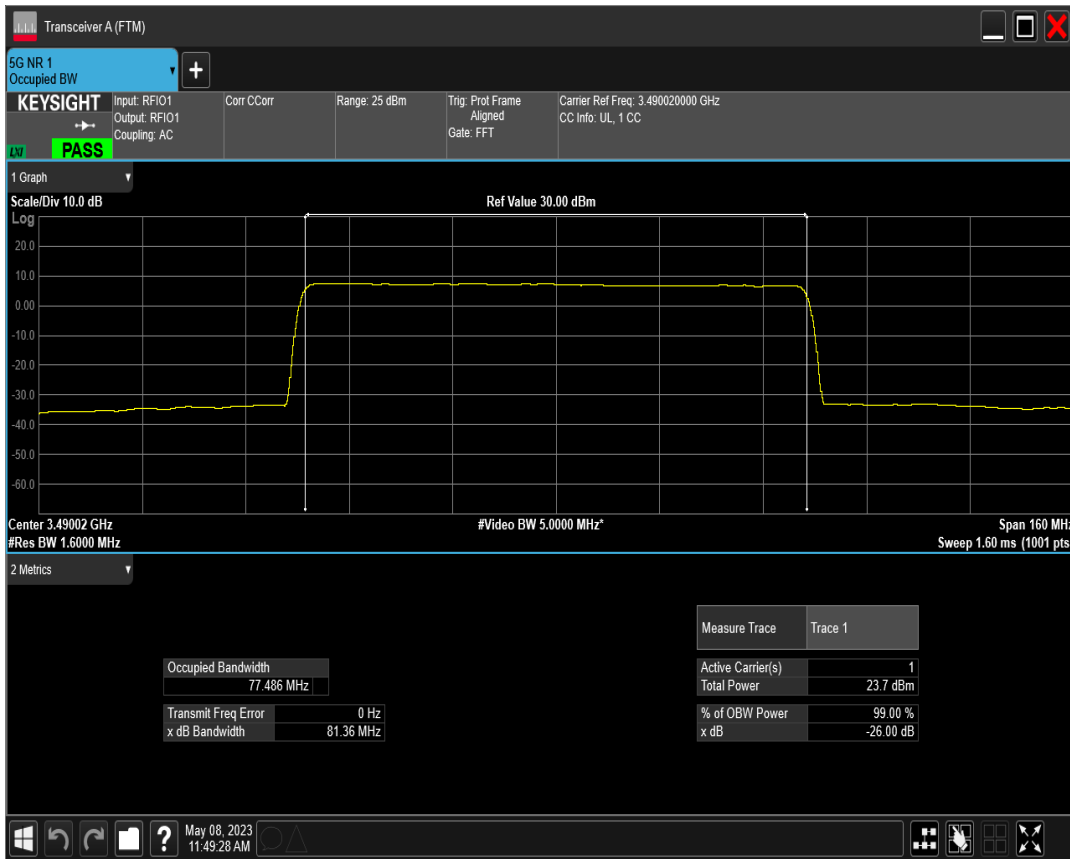 Transceiver A (FTM)
5G NR 1
Occupied BW
+
KEYSIGHT
LXI
PASS
Input: RFIO1
Output: RFIO1
Coupling: AC
Corr CCorr
Range: 25 dBm
Trig: Prot Frame
Aligned
Gate: FFT
Carrier Ref Freq: 3.490020000 GHz
CC Info: UL, 1 CC
1 Graph
Scale/Div 10.0 dB
Ref Value 30.00 dBm
Log
20.0
10.0
0.00
-10.0
-20.0
-30.0
-40.0
-50.0
-60.0
Center 3.49002 GHz
#Video BW 5.0000 MHz*
Span 160 MHz
#Res BW 1.6000 MHz
Sweep 1.60 ms (1001 pts
2 Metrics
Measure Trace Trace 1
Occupied Bandwidth
77.486 MHz
Active Carrier(s) 1
Total Power 23.7 dBm
Transmit Freq Error 0 Hz
x dB Bandwidth 81.36 MHz
% of OBW Power 99.00 %
x dB -26.00 dB
?
May 08, 2023
11:49:28 AM